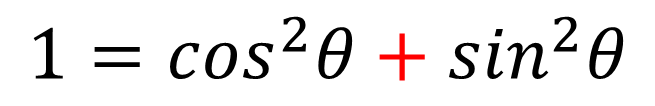 1 = cos²θ + sin²θ